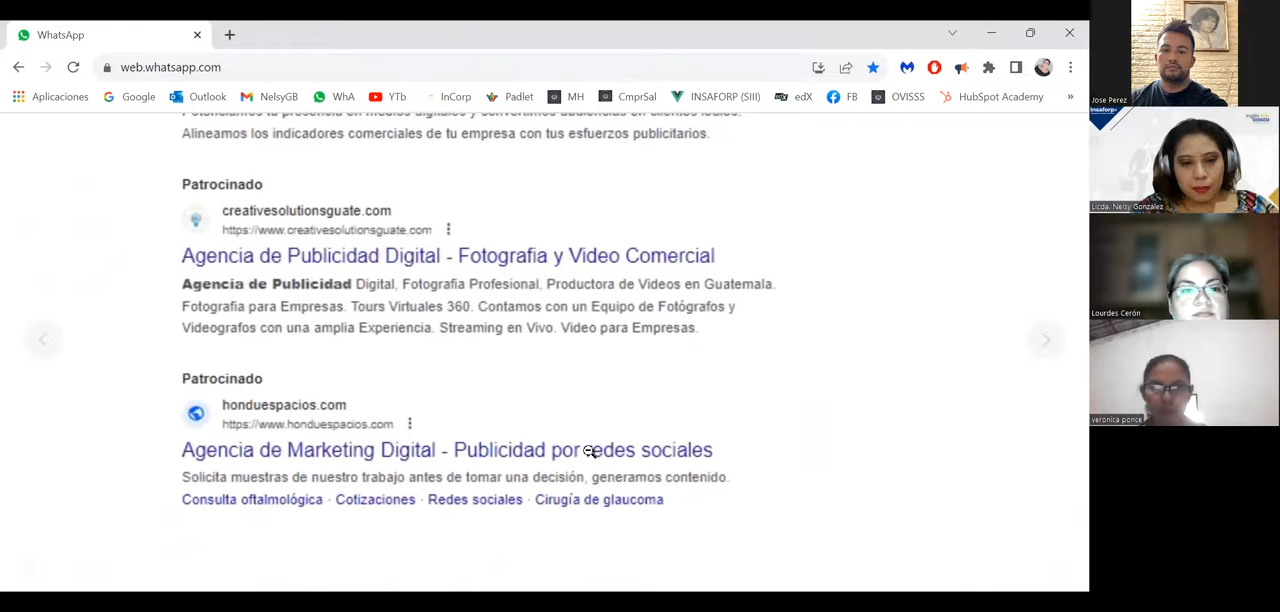 WhatsApp
web.whatsapp.com
Aplicaciones Google Outlook NelsyGB WhA YTb InCorp Padlet MH CmprSal INSAFORP (SIII) edX FB OVISSS HubSpot Academy »
Alineamos los indicadores comerciales de tu empresa con tus esfuerzos publicitarios.
Patrocinado
creativesolutionsguate.com
https://www.creativesolutionsguate.com
Agencia de Publicidad Digital - Fotografia y Video Comercial
Agencia de Publicidad Digital, Fotografia Profesional, Productora de Videos en Guatemala.
Fotografia para Empresas. Tours Virtuales 360. Contamos con un Equipo de Fotógrafos y
Videografos con una amplia Experiencia. Streaming en Vivo. Video para Empresas.
Patrocinado
honduespacios.com
https://www.honduespacios.com
Agencia de Marketing Digital - Publicidad por redes sociales
Solicita muestras de nuestro trabajo antes de tomar una decisión, generamos contenido.
Consulta oftalmológica · Cotizaciones · Redes sociales · Cirugía de glaucoma
Jose Perez
Insaforp
Licda. Nelsy González
Lourdes Cerón
veronica ponce